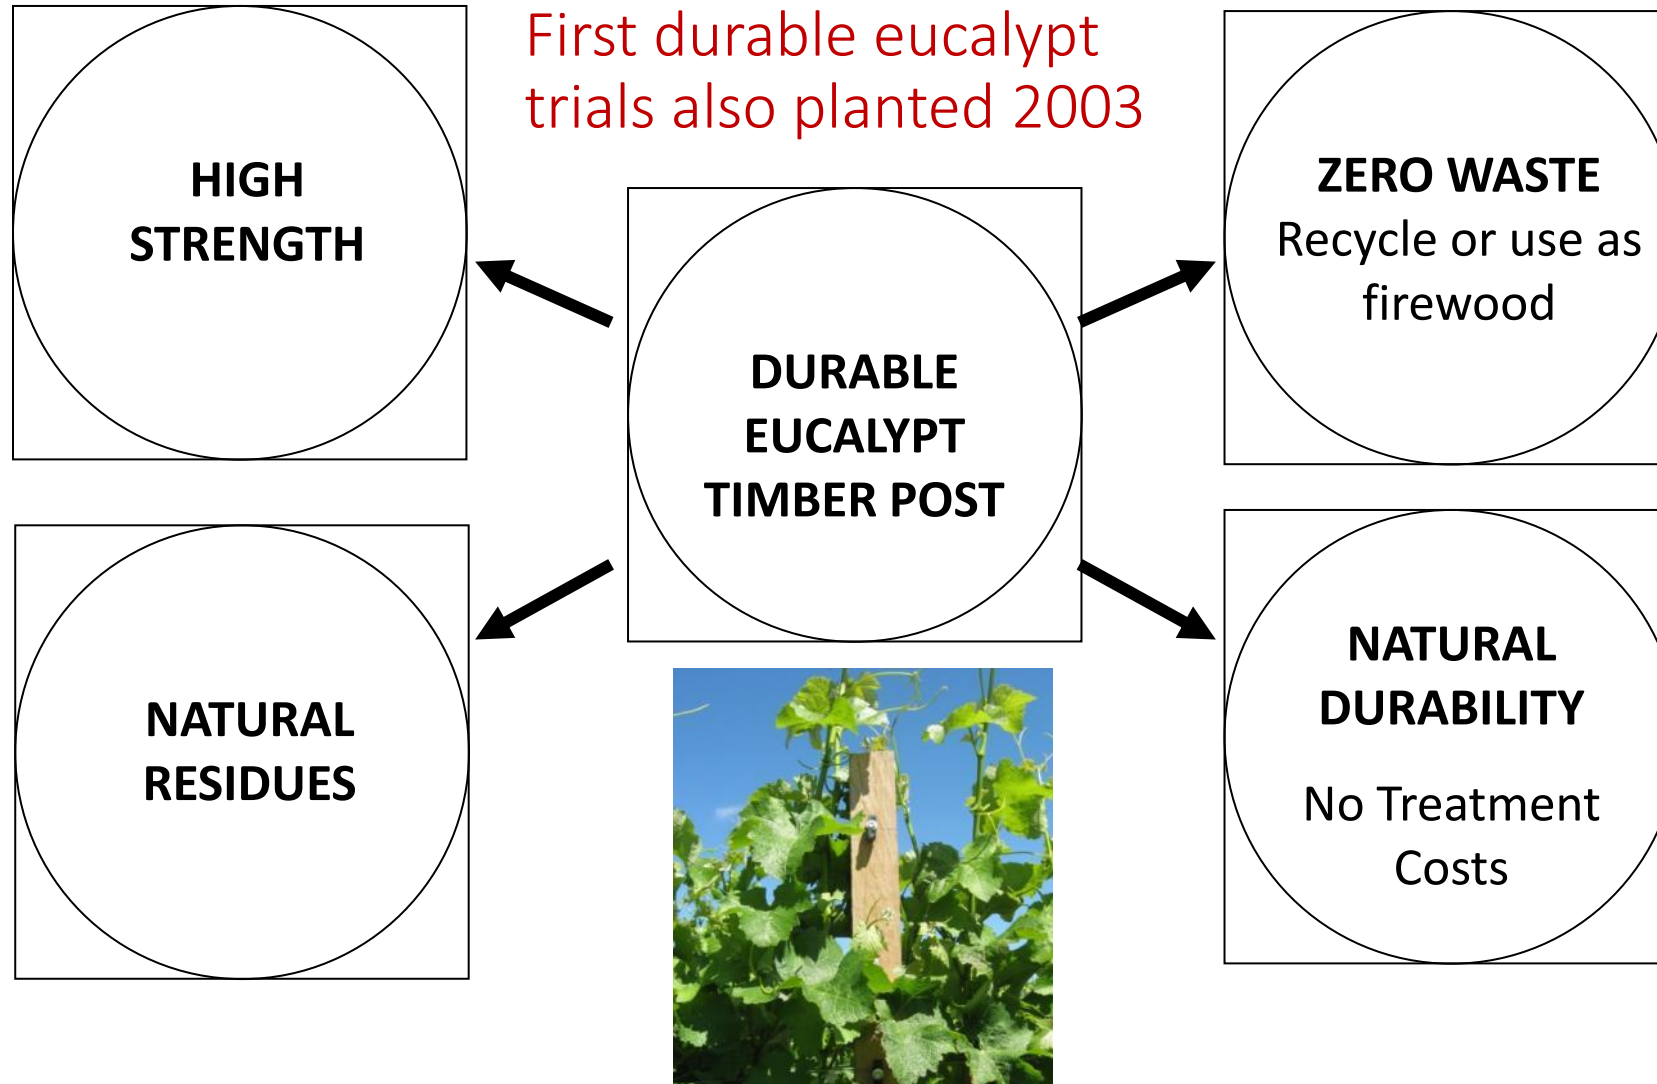 First durable eucalypt
trials also planted 2003
HIGH
STRENGTH
ZERO WASTE
Recycle or use as
firewood
DURABLE
EUCALYPT
TIMBER POST
NATURAL
RESIDUES
NATURAL
DURABILITY
No Treatment
Costs